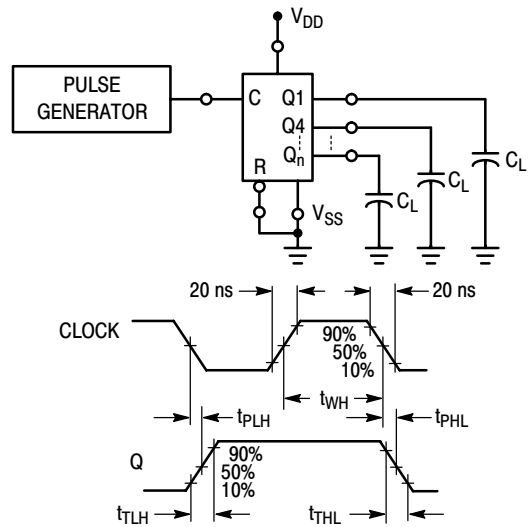 V_DD
PULSE
GENERATOR
C
Q1
Q4
Q_n
R
V_SS
C_L
C_L
C_L
20 ns
20 ns
CLOCK
90%
50%
10%
t_WH
t_PLH
t_PHL
Q
90%
50%
10%
t_TLH
t_THL